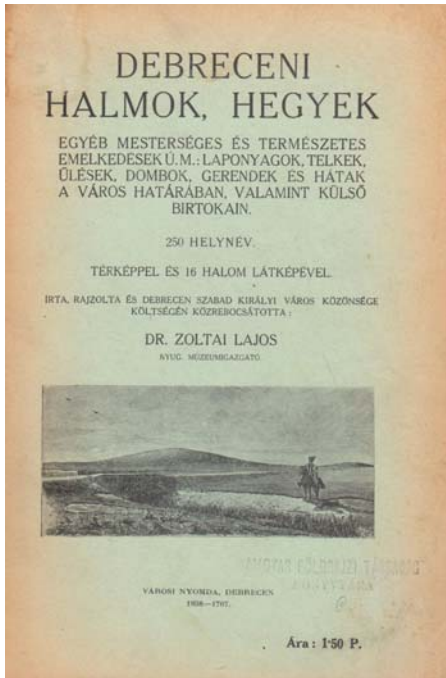 DEBRECENI
HALMOK, HEGYEK
EGYÉB MESTERSÉGES ÉS TERMÉSZETES
EMELKEDÉSEK Ú. M.: LAPONYAGOK, TELKEK,
ÜLÉSEK, DOMBOK, GERENDEK ÉS HÁTAK
A VÁROS HATÁRÁBAN, VALAMINT KÜLSŐ
BIRTOKAIN.
250 HELYNÉV.
TÉRKÉPPEL ÉS 16 HALOM LÁTKÉPÉVEL.
IRTA, RAJZOLTA ÉS DEBRECEN SZABAD KIRÁLYI VÁROS KÖZÖNSÉGE
KÖLTSÉGÉN KÖZREBOCSÁTOTTA:
DR. ZOLTAI LAJOS
NYUG. MÚZEUMIGAZGATÓ
VÁROSI NYOMDA, DEBRECEN
1938—1707.
Ára: 1·50 P.